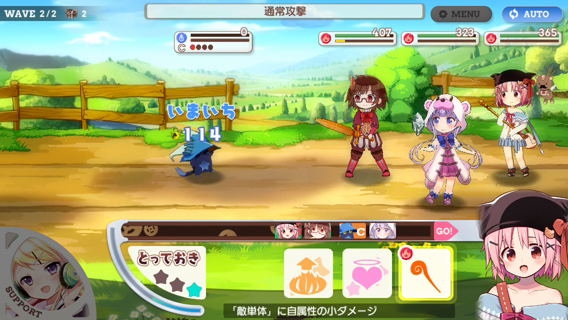 WAVE 2/2 2
通常攻撃
MENU
AUTO
0
C
407
323
365
いまいち
114
C
GO!
とっておき
SUPPORT
「敵単体」に自属性の小ダメージ